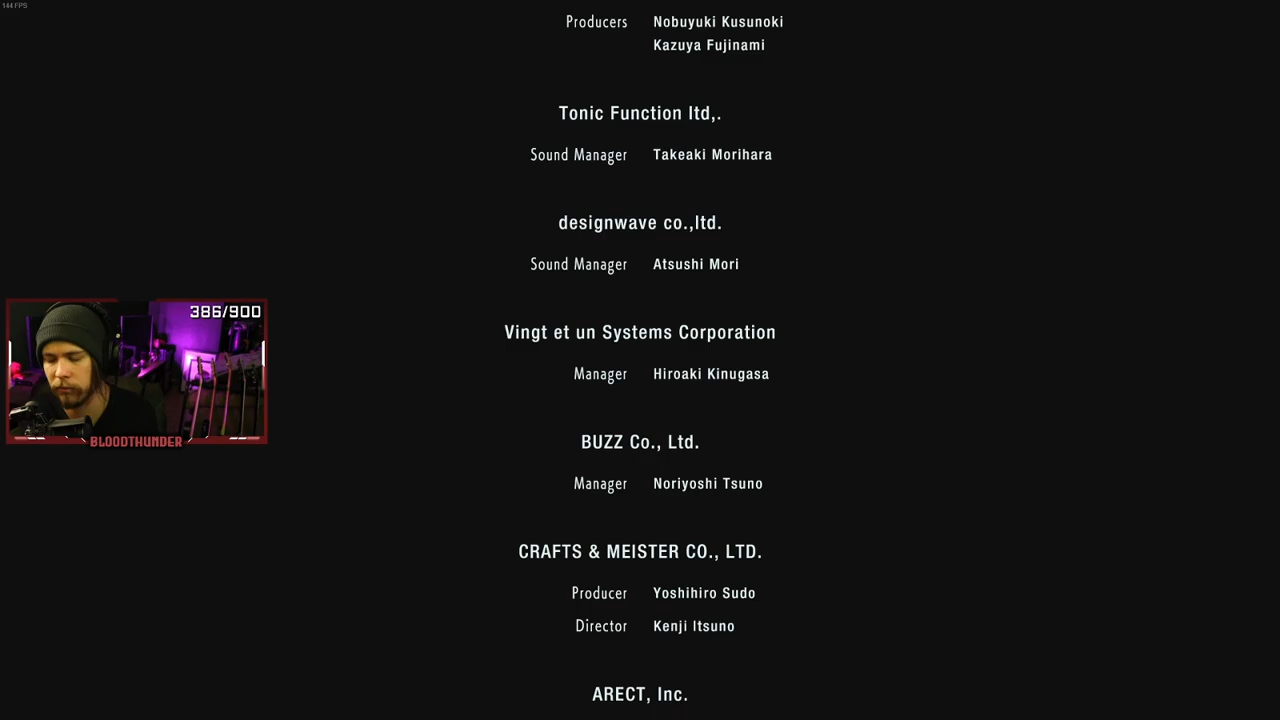 144 FPS
Producers Nobuyuki Kusunoki
Kazuya Fujinami
Tonic Function ltd,.
Sound Manager Takeaki Morihara
designwave co.,ltd.
Sound Manager Atsushi Mori
Vingt et un Systems Corporation
Manager Hiroaki Kinugasa
386/900
BLOODTHUNDER
BUZZ Co., Ltd.
Manager Noriyoshi Tsuno
CRAFTS & MEISTER CO., LTD.
Producer Yoshihiro Sudo
Director Kenji Itsuno
ARECT, Inc.